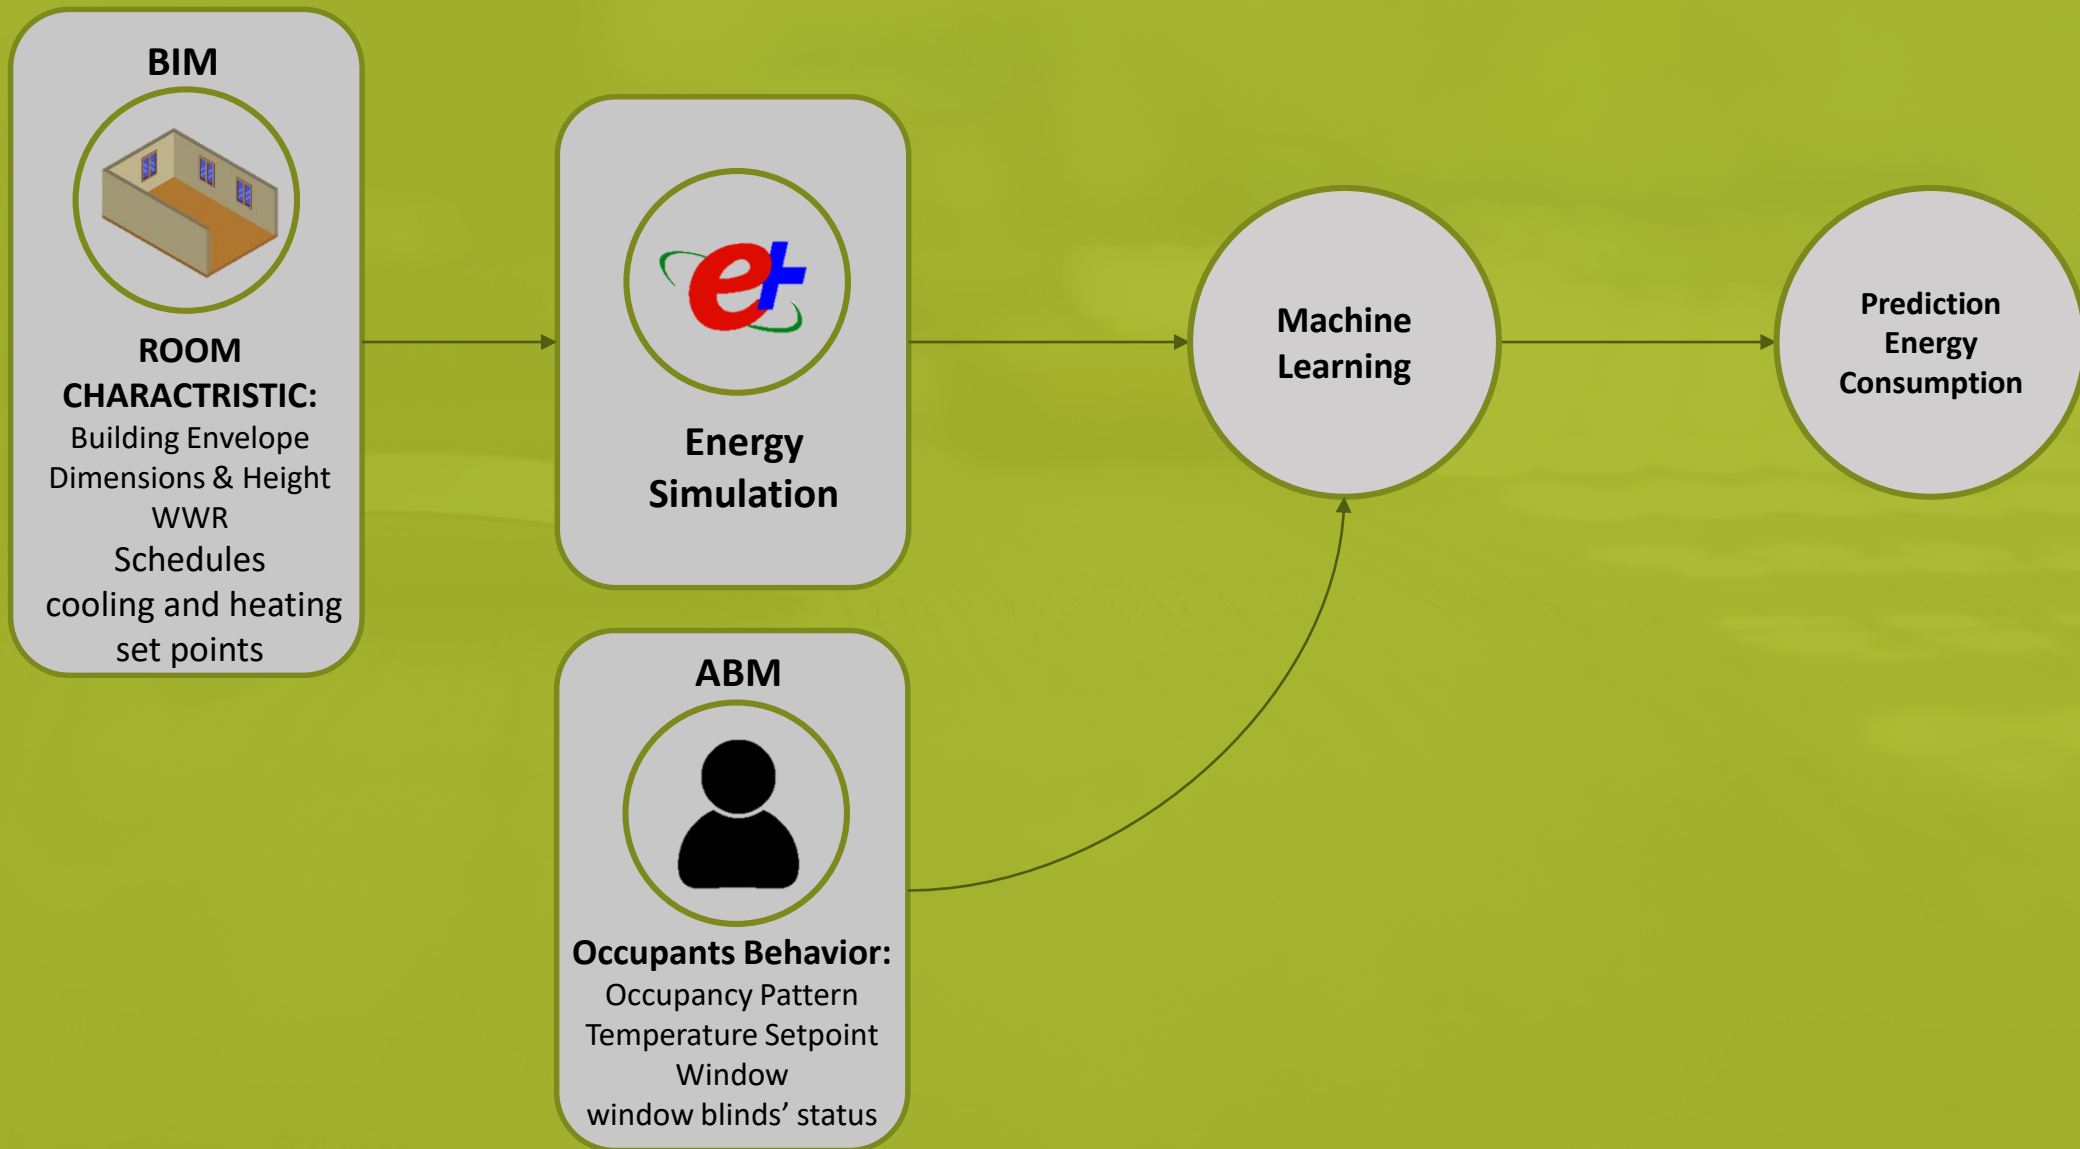 BIM
ROOM
CHARACTRISTIC:
Building Envelope
Dimensions & Height
WWR
Schedules
cooling and heating
set points
e+
Energy
Simulation
ABM
Occupants Behavior:
Occupancy Pattern
Temperature Setpoint
Window
window blinds’ status
Machine
Learning
Prediction
Energy
Consumption